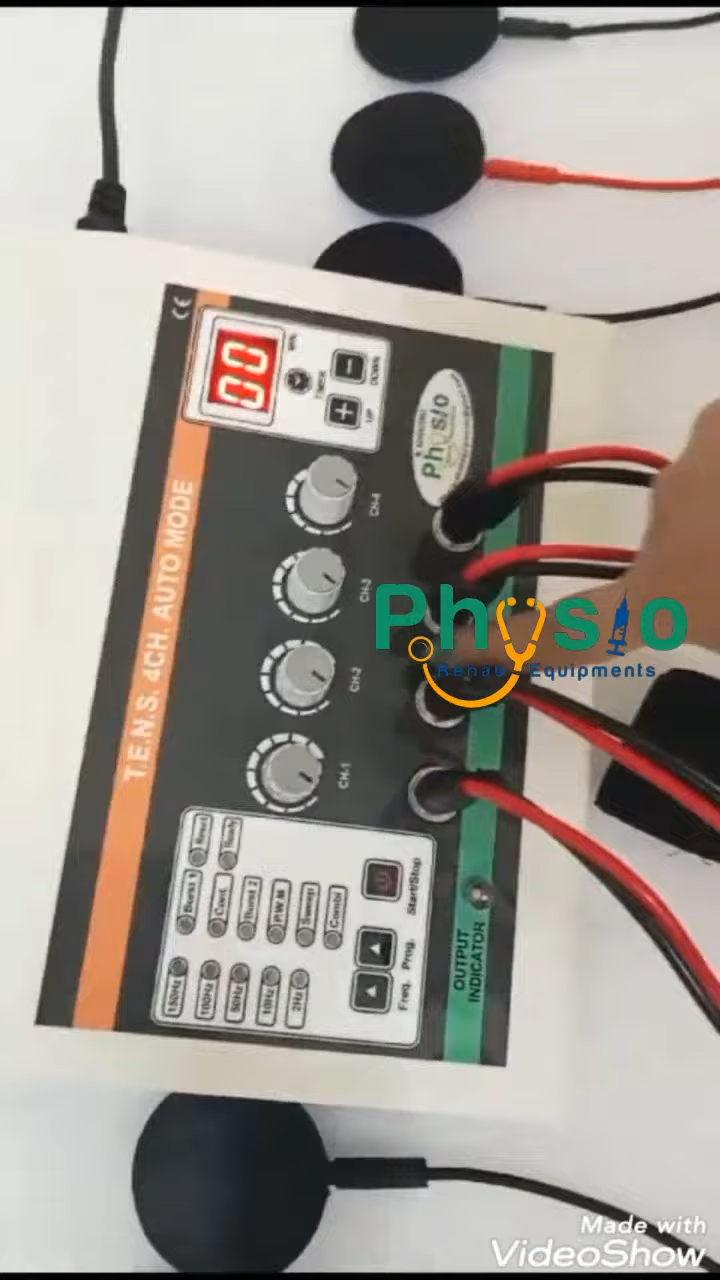 CE
T.E.N.S. 4CH. AUTO MODE
00
MIN.
TIMER
UP
DOWN
CH-1
CH-2
CH-3
CH-4
Physio
Reset
Ready
Burst 1
Cont.
Burst 2
P.W.M
Sweep
Combi
150Hz
100Hz
50Hz
10Hz
2Hz
Freq.
Prog.
Start/Stop
OUTPUT
INDICATOR
Physio
Rehab Equipments
Made with
VideoShow